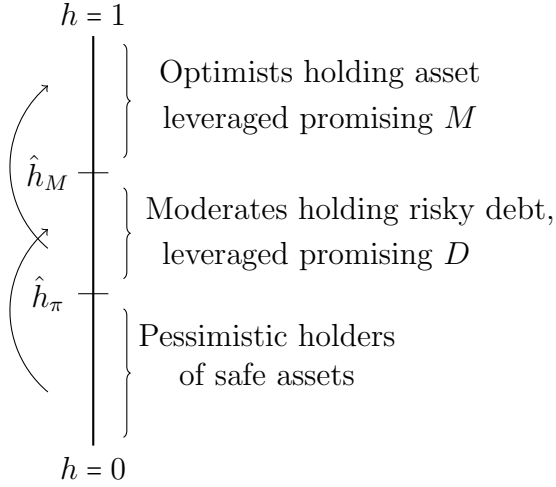 h = 1
Optimists holding asset
leveraged promising M
ĥ_M
Moderates holding risky debt,
leveraged promising D
ĥ_π
Pessimistic holders
of safe assets
h = 0